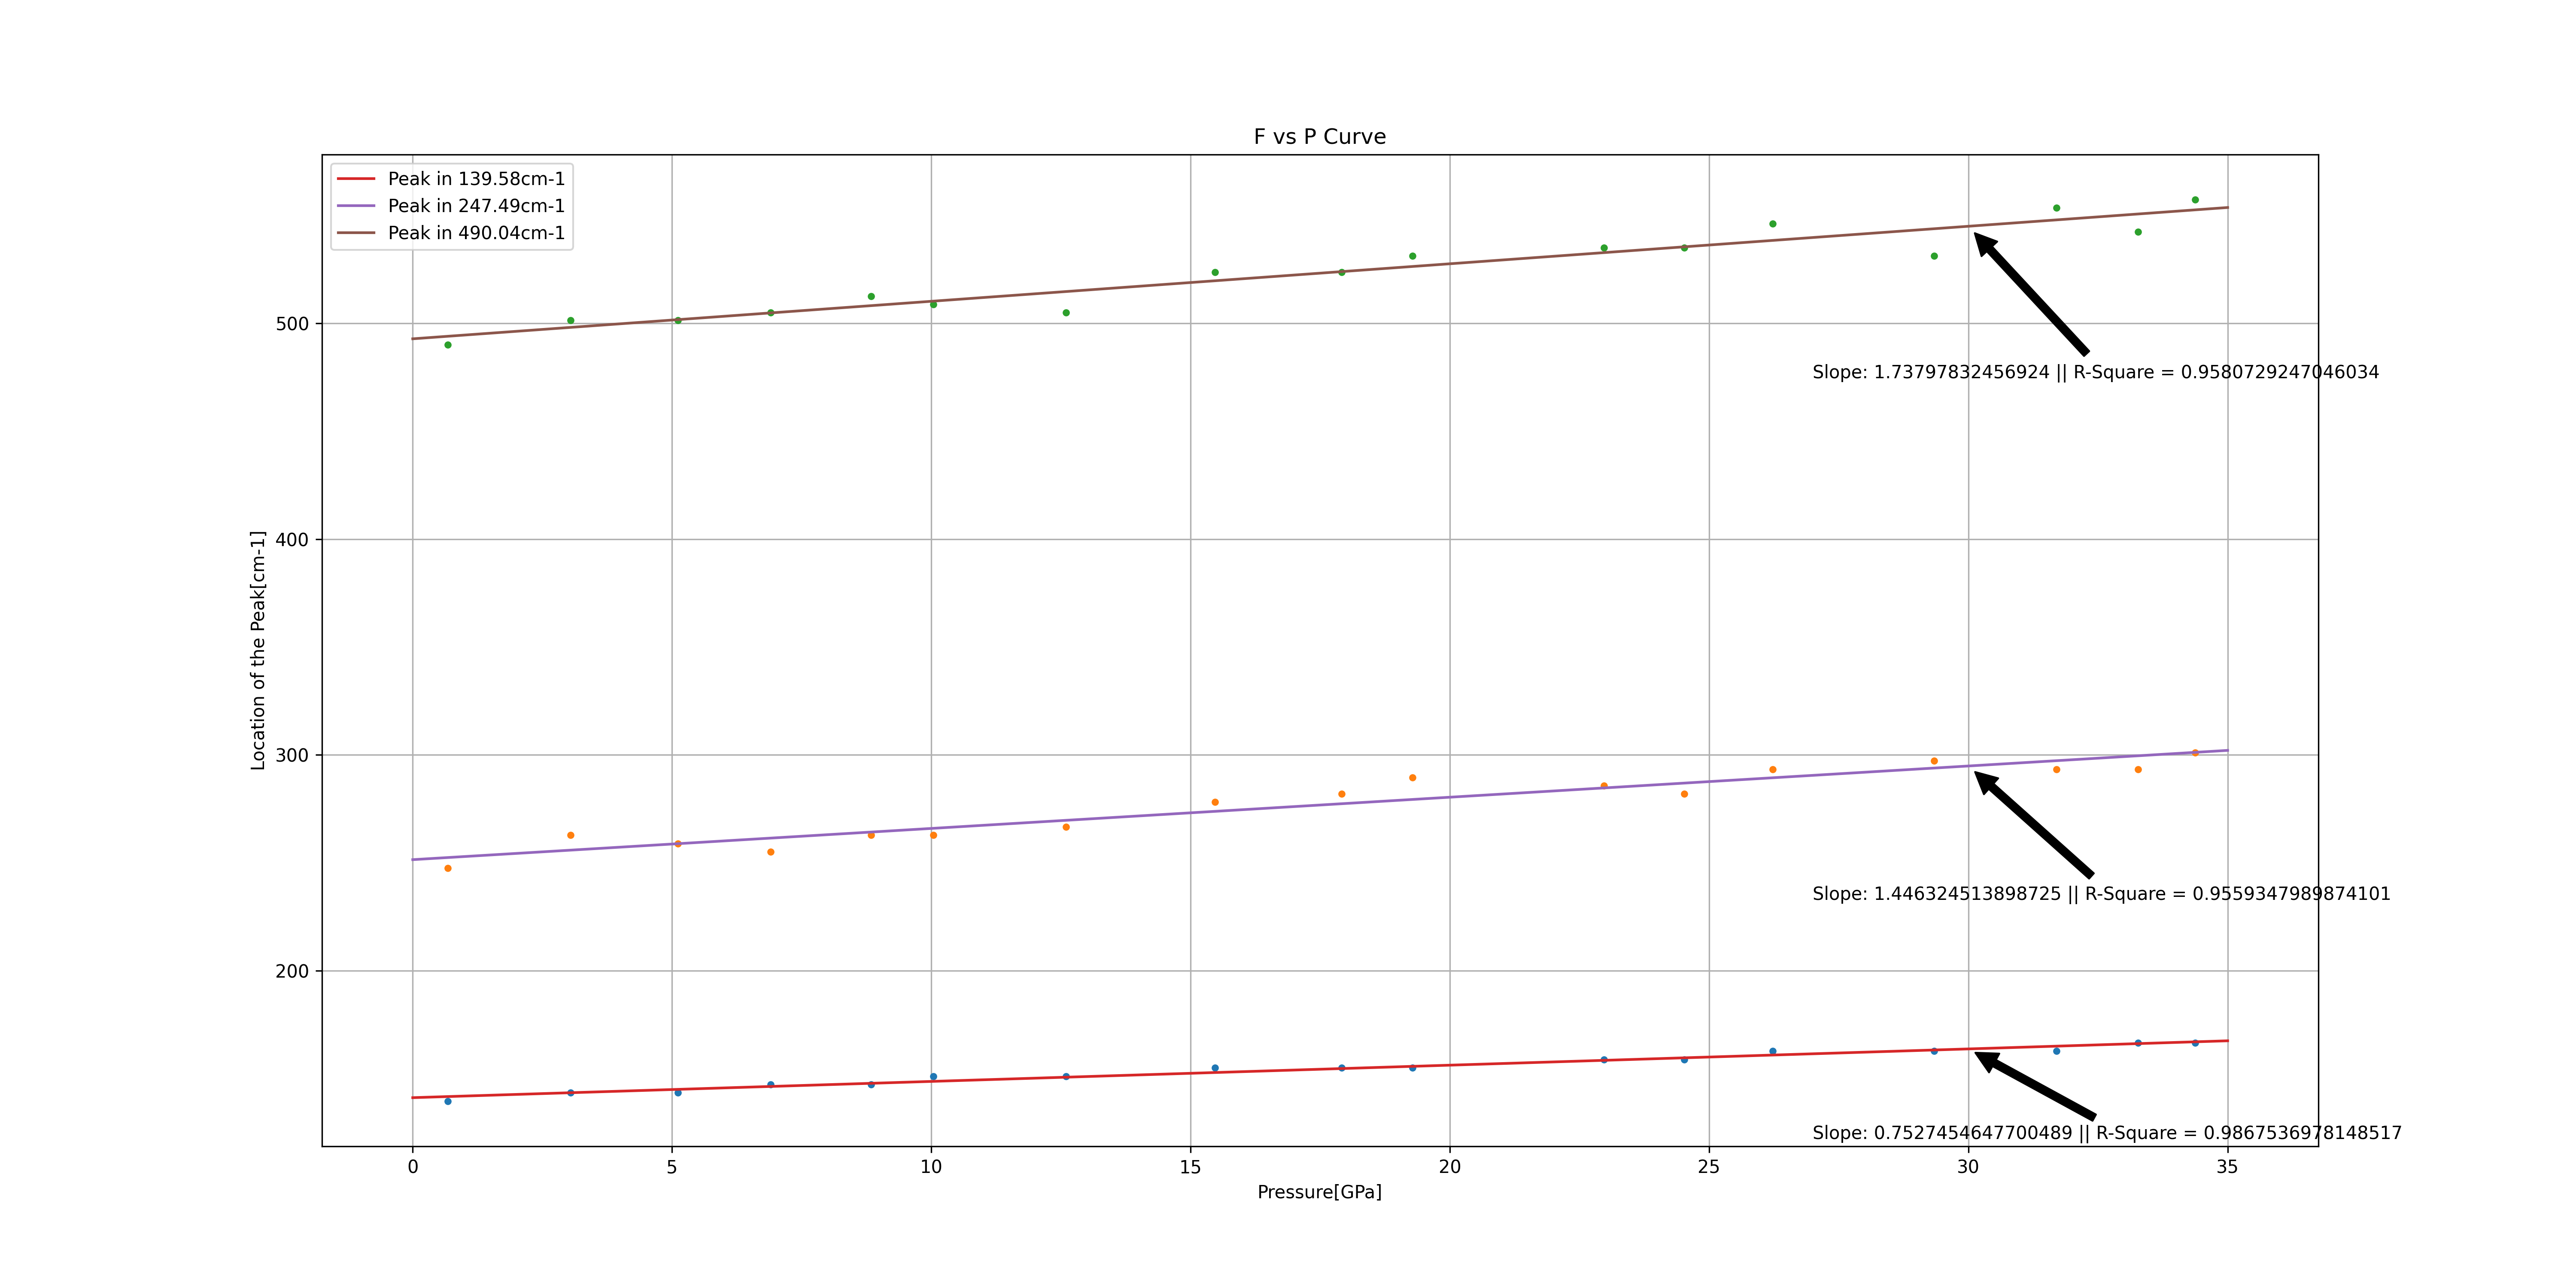 F vs P Curve
Peak in 139.58cm-1
Peak in 247.49cm-1
Peak in 490.04cm-1
500
400
300
200
Location of the Peak[cm-1]
Slope: 1.73797832456924 || R-Square = 0.9580729247046034
Slope: 1.446324513898725 || R-Square = 0.9559347989874101
Slope: 0.7527454647700489 || R-Square = 0.9867536978148517
0 5 10 15 20 25 30 35
Pressure[GPa]